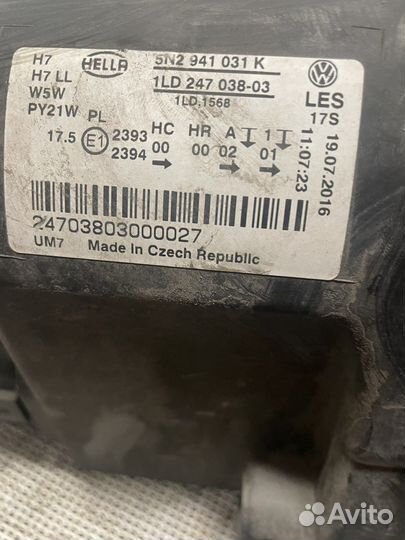 H7 HELLA 5N2 941 031 K
H7 LL 1LD 247 038-03
W5W 1LD,1568 LES
PY21W PL HC HR A 1 17S
17.5 E1 2393 00 00 02 01
2394
11:07:23
19.07.2016
24703803000027
UM7 Made in Czech Republic
Avito